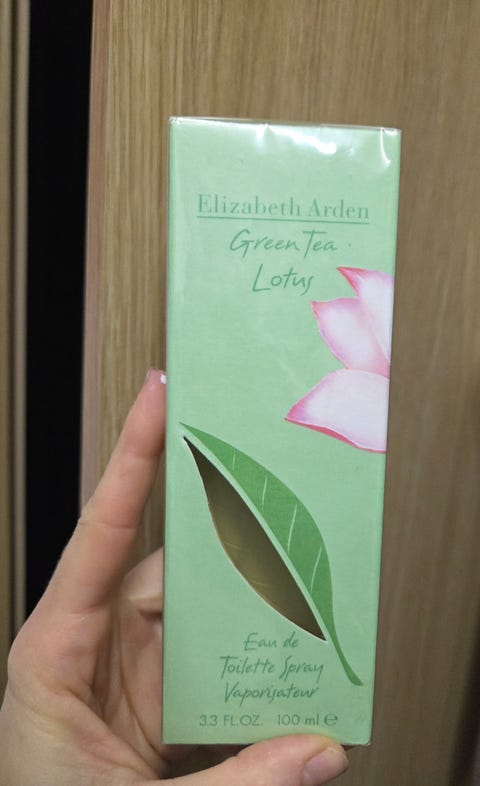 Elizabeth Arden
Green Tea
Lotus
Eau de
Toilette Spray
Vaporisateur
3.3 FL.OZ. 100 ml ℮